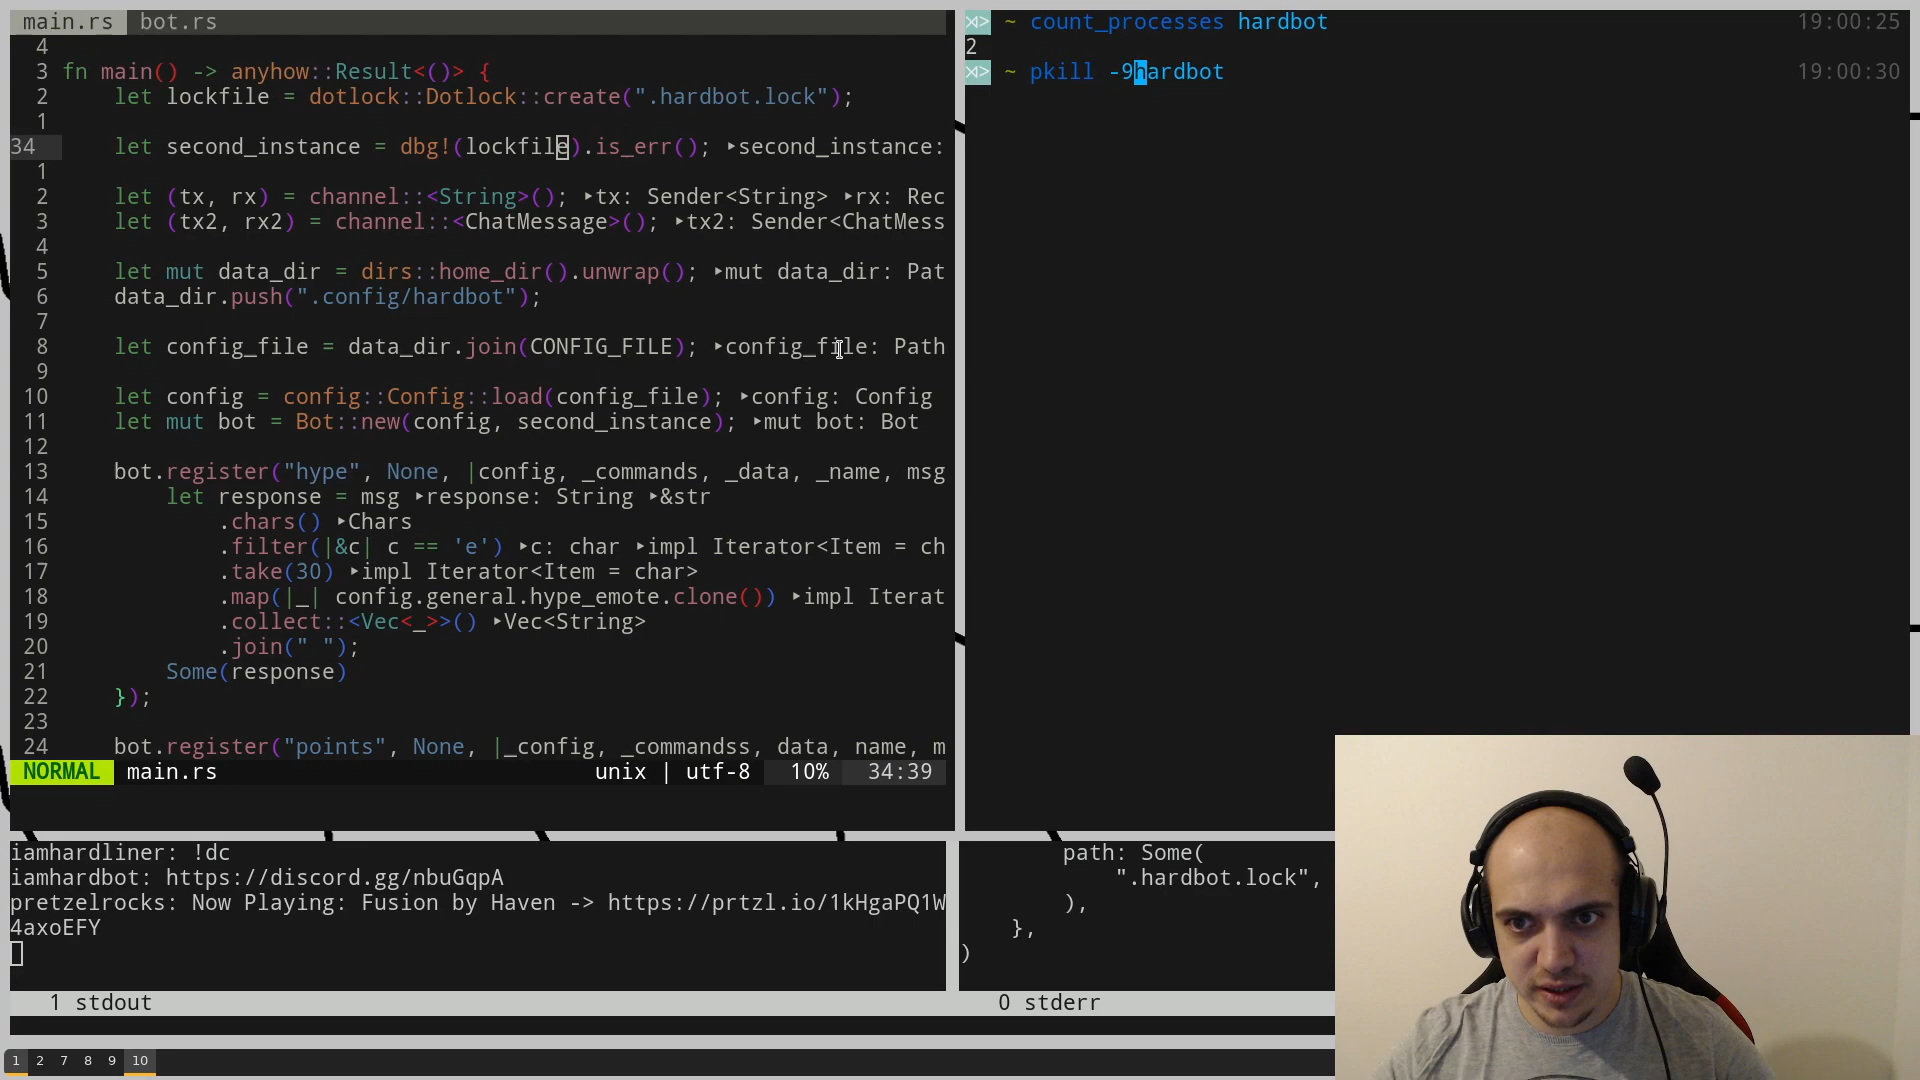 main.rs bot.rs
4
3 fn main() -> anyhow::Result<()> {
2 let lockfile = dotlock::Dotlock::create(".hardbot.lock");
1
34 let second_instance = dbg!(lockfile).is_err(); ‣second_instance:
1
2 let (tx, rx) = channel::<String>(); ‣tx: Sender<String> ‣rx: Rec
3 let (tx2, rx2) = channel::<ChatMessage>(); ‣tx2: Sender<ChatMess
4
5 let mut data_dir = dirs::home_dir().unwrap(); ‣mut data_dir: Pat
6 data_dir.push(".config/hardbot");
7
8 let config_file = data_dir.join(CONFIG_FILE); ‣config_file: Path
9
10 let config = config::Config::load(config_file); ‣config: Config
11 let mut bot = Bot::new(config, second_instance); ‣mut bot: Bot
12
13 bot.register("hype", None, |config, _commands, _data, _name, msg
14 let response = msg ‣response: String ‣&str
15 .chars() ‣Chars
16 .filter(|&c| c == 'e') ‣c: char ‣impl Iterator<Item = ch
17 .take(30) ‣impl Iterator<Item = char>
18 .map(|_| config.general.hype_emote.clone()) ‣impl Iterat
19 .collect::<Vec<_>>() ‣Vec<String>
20 .join(" ");
21 Some(response)
22 });
23
24 bot.register("points", None, |_config, _commandss, data, name, m
NORMAL main.rs unix | utf-8 10% 34:39
~ count_processes hardbot 19:00:25
2
~ pkill -9hardbot 19:00:30
iamhardliner: !dc
iamhardbot: https://discord.gg/nbuGqpA
pretzelrocks: Now Playing: Fusion by Haven -> https://prtzl.io/1kHgaPQ1W
4axoEFY
1 stdout
path: Some(
".hardbot.lock",
),
},
)
0 stderr
1 2 7 8 9 10